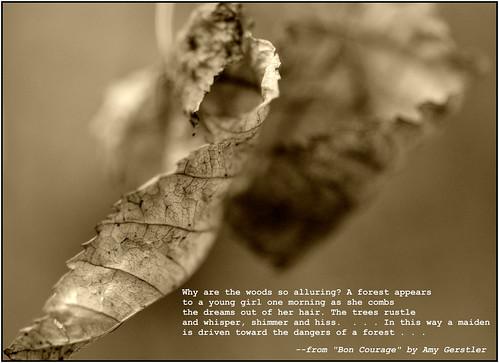 Why are the woods so alluring? A forest appears
to a young girl one morning as she combs
the dreams out of her hair. The trees rustle
and whisper, shimmer and hiss. . . . In this way a maiden
is driven toward the dangers of a forest . . .
--from "Bon Courage" by Amy Gerstler